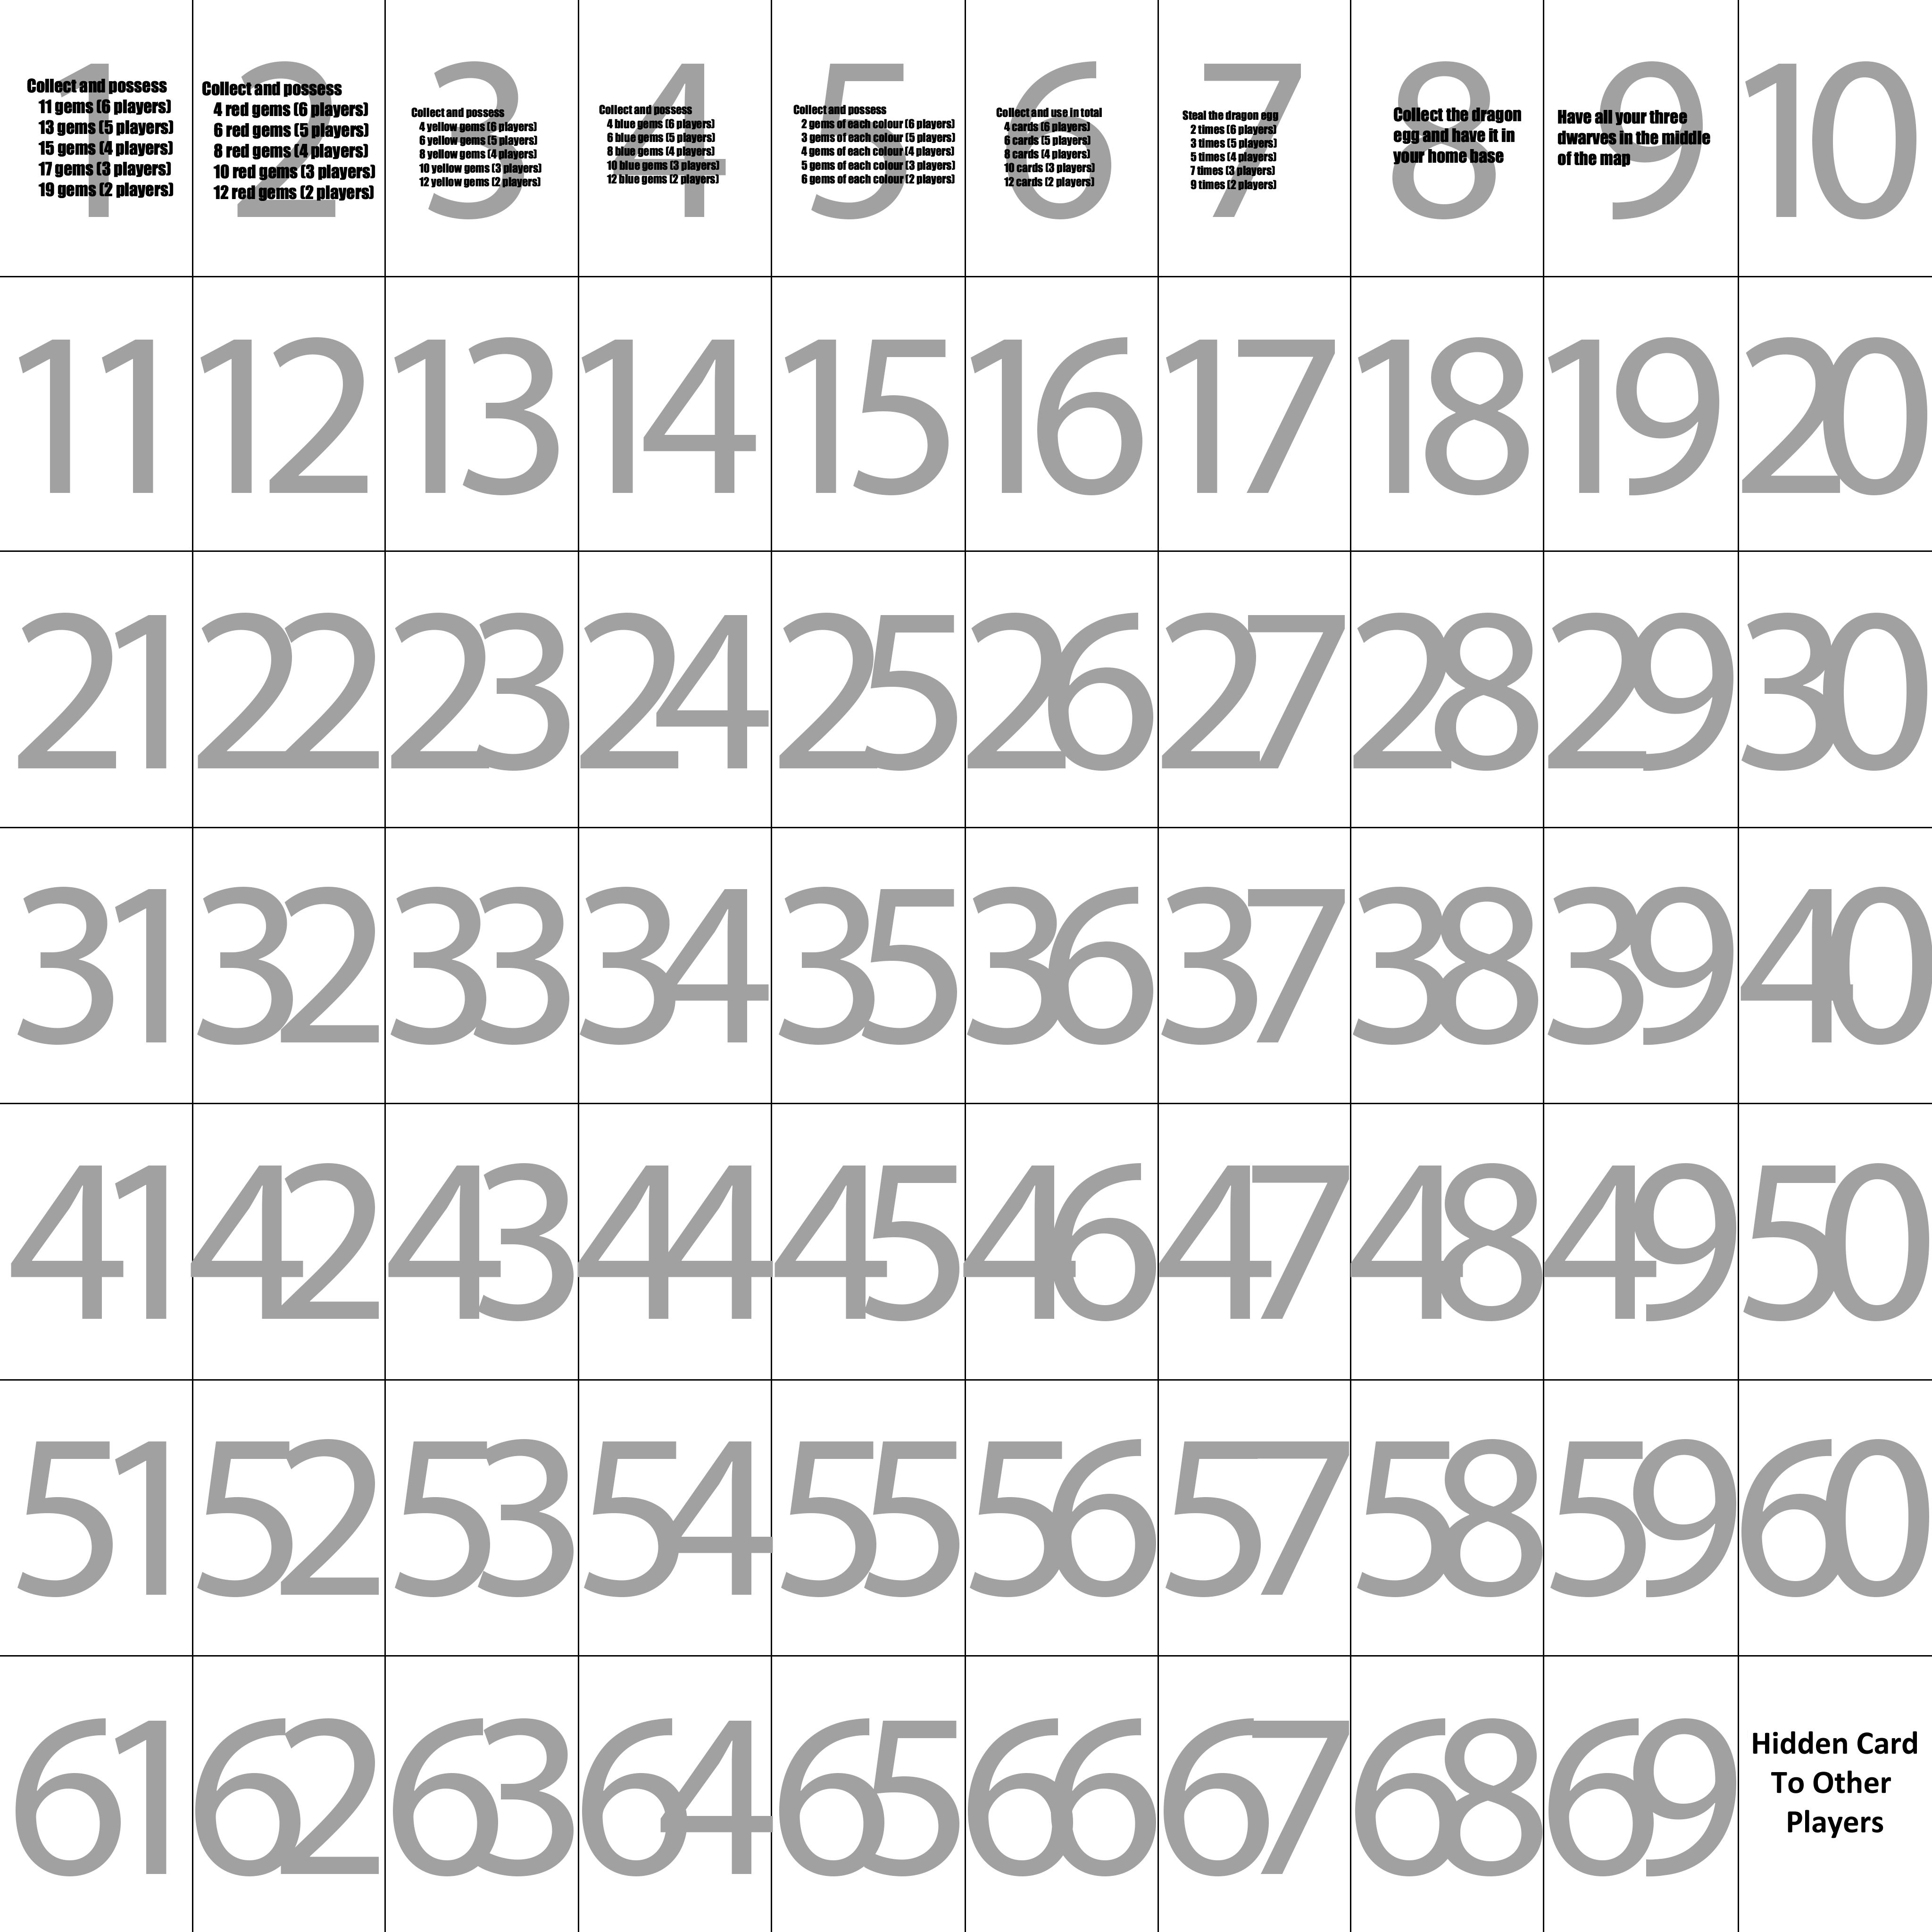 1
Collect and possess
11 gems (6 players)
13 gems (5 players)
15 gems (4 players)
17 gems (3 players)
19 gems (2 players)
2
Collect and possess
4 red gems (6 players)
6 red gems (5 players)
8 red gems (4 players)
10 red gems (3 players)
12 red gems (2 players)
3
Collect and possess
4 yellow gems (6 players)
6 yellow gems (5 players)
8 yellow gems (4 players)
10 yellow gems (3 players)
12 yellow gems (2 players)
4
Collect and possess
4 blue gems (6 players)
6 blue gems (5 players)
8 blue gems (4 players)
10 blue gems (3 players)
12 blue gems (2 players)
5
Collect and possess
2 gems of each colour (6 players)
3 gems of each colour (5 players)
4 gems of each colour (4 players)
5 gems of each colour (3 players)
6 gems of each colour (2 players)
6
Collect and use in total
4 cards (6 players)
6 cards (5 players)
8 cards (4 players)
10 cards (3 players)
12 cards (2 players)
7
Steal the dragon egg
2 times (6 players)
3 times (5 players)
5 times (4 players)
7 times (3 players)
9 times (2 players)
8
Collect the dragon
egg and have it in
your home base
9
Have all your three
dwarves in the middle
of the map
10
11
12
13
14
15
16
17
18
19
20
21
22
23
24
25
26
27
28
29
30
31
32
33
34
35
36
37
38
39
40
41
42
43
44
45
46
47
48
49
50
51
52
53
54
55
56
57
58
59
60
61
62
63
64
65
66
67
68
69
Hidden Card
To Other
Players